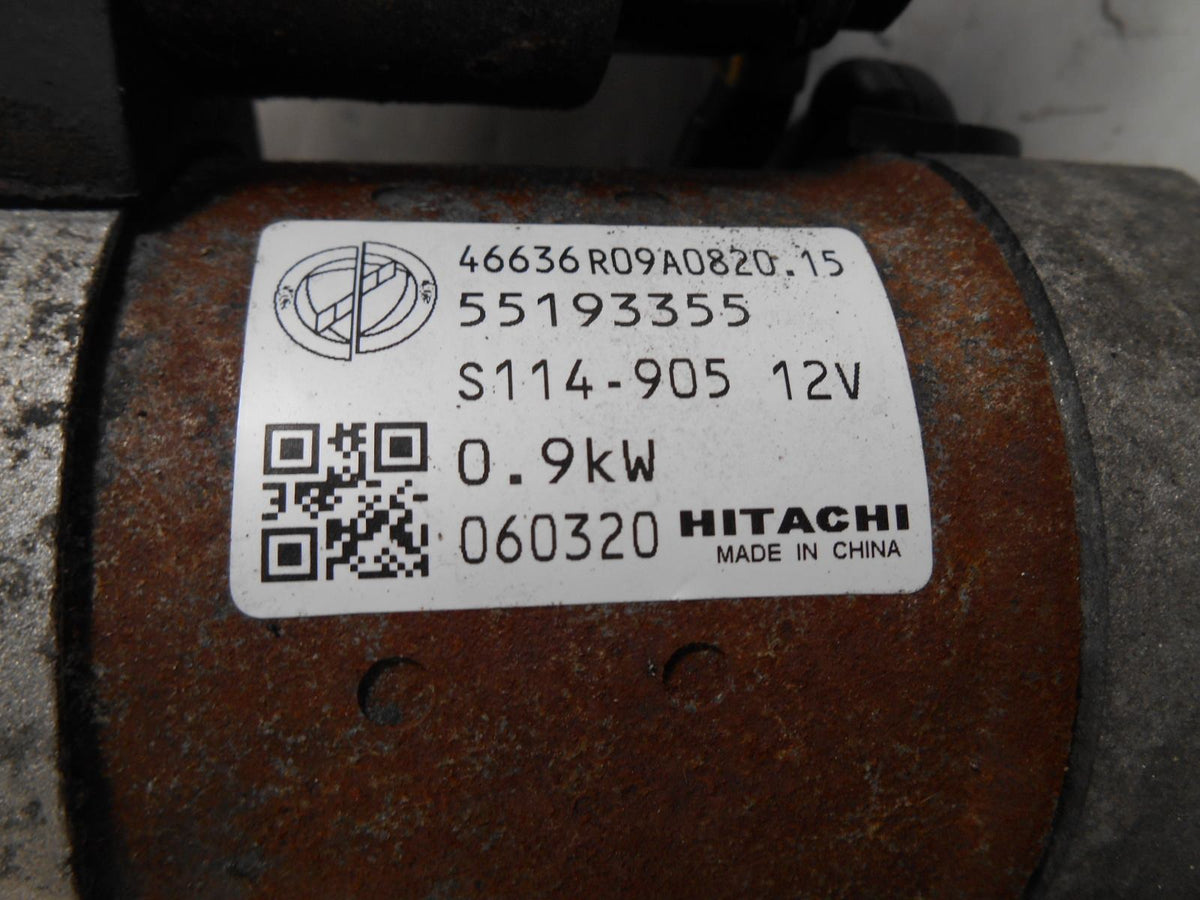 46636R09A0820.15
55193355
S114-905 12V
0.9kW
060320 HITACHI
MADE IN CHINA